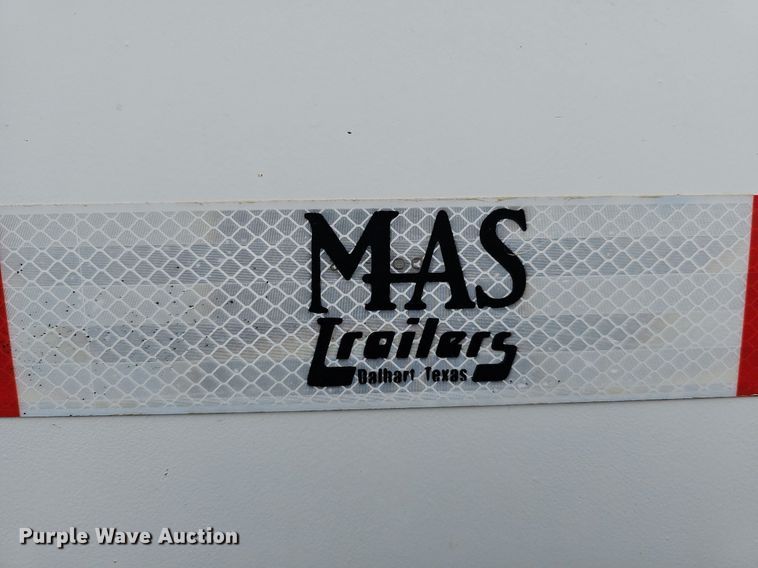 MAS
Trailers
Dalhart Texas
Purple Wave Auction